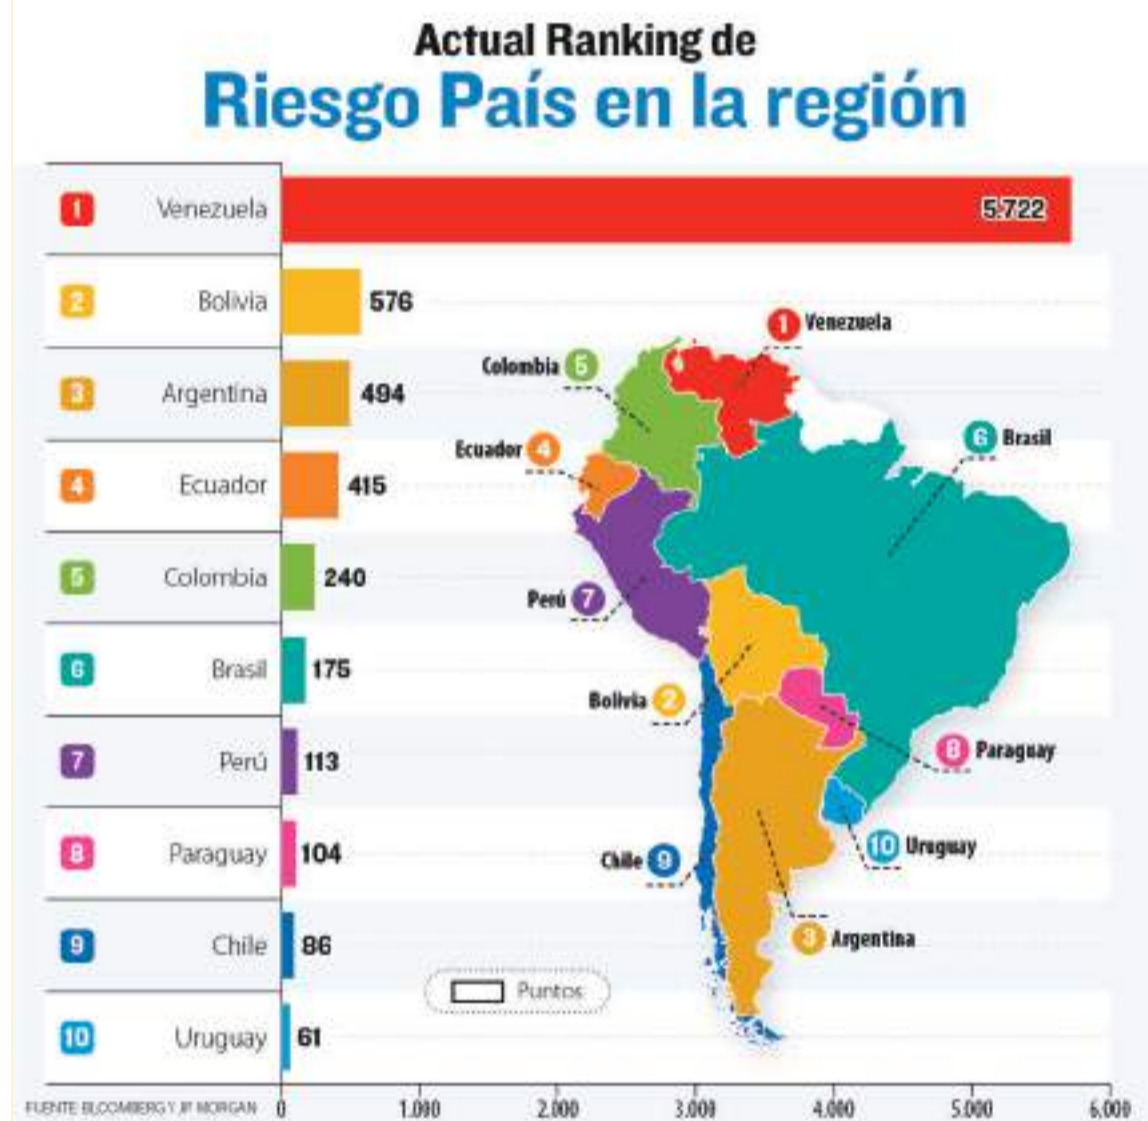 Actual Ranking de
Riesgo País en la región
1 Venezuela 5.722
2 Bolivia 576
3 Argentina 494
4 Ecuador 415
5 Colombia 240
6 Brasil 175
7 Perú 113
8 Paraguay 104
9 Chile 86
10 Uruguay 61
1 Venezuela
Colombia 5
6 Brasil
Ecuador 4
Perú 7
Bolivia 2
8 Paraguay
10 Uruguay
Chile 9
3 Argentina
Puntos
FUENTE BLOOMBERG Y JP MORGAN
0 1.000 2.000 3.000 4.000 5.000 6.000